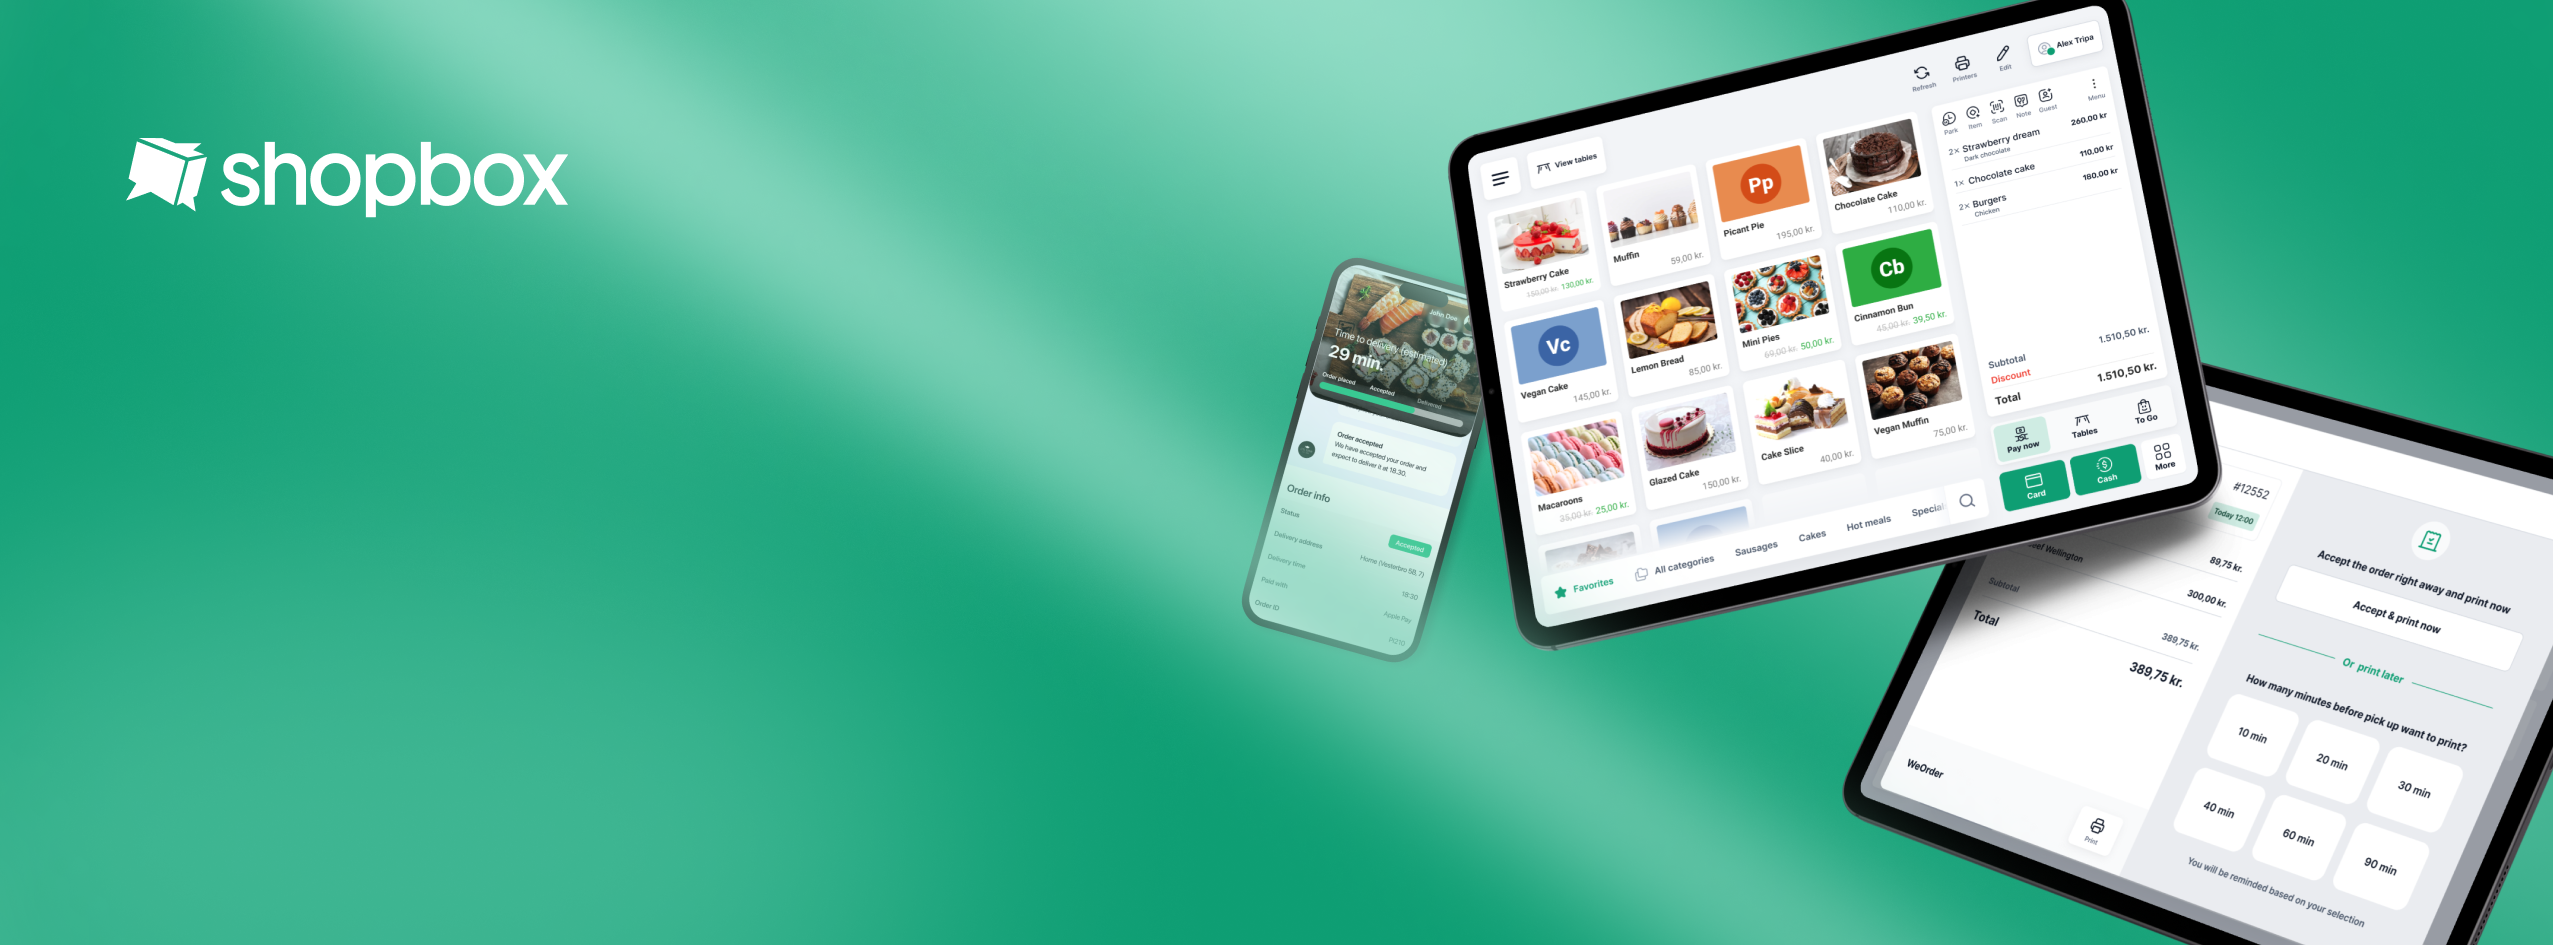 shopbox
John Doe
Time to delivery (estimated)
29 min.
Order placed
Accepted
Delivered
Order accepted
We have accepted your order and
expect to deliver it at 18.30.
Order info
Status
Accepted
Delivery address
Home (Vesterbro 5B, 7)
Delivery time
18:30
Paid with
Apple Pay
Order ID
View tables
Refresh
Printers
Edit
Alex Tripa
Strawberry Cake
150,00 kr. 130,00 kr.
Muffin
59,00 kr.
Picant Pie
195,00 kr.
Chocolate Cake
110,00 kr.
Vegan Cake
145,00 kr.
Lemon Bread
85,00 kr.
Mini Pies
69,00 kr. 50,00 kr.
Cinnamon Bun
45,00 kr. 39,50 kr.
Macaroons
35,00 kr. 25,00 kr.
Glazed Cake
150,00 kr.
Cake Slice
40,00 kr.
Vegan Muffin
75,00 kr.
Pp
Cb
Vc
Favorites
All categories
Sausages
Cakes
Hot meals
Special
Park
Item
Scan
Note
Guest
Menu
2× Strawberry dream
260,00 kr
Dark chocolate
1× Chocolate cake
110.00 kr
2× Burgers
180.00 kr
Chicken
Subtotal
1.510,50 kr.
Discount
Total
1.510,50 kr.
Pay now
Tables
To Go
Card
Cash
More
#12552
Today 12:00
Wellington
89,75 kr.
300,00 kr.
Subtotal
389,75 kr.
Total
389,75 kr.
WeOrder
Print
Accept the order right away and print now
Accept & print now
Or print later
How many minutes before pick up want to print?
10 min
20 min
30 min
40 min
60 min
90 min
You will be reminded based on your selection